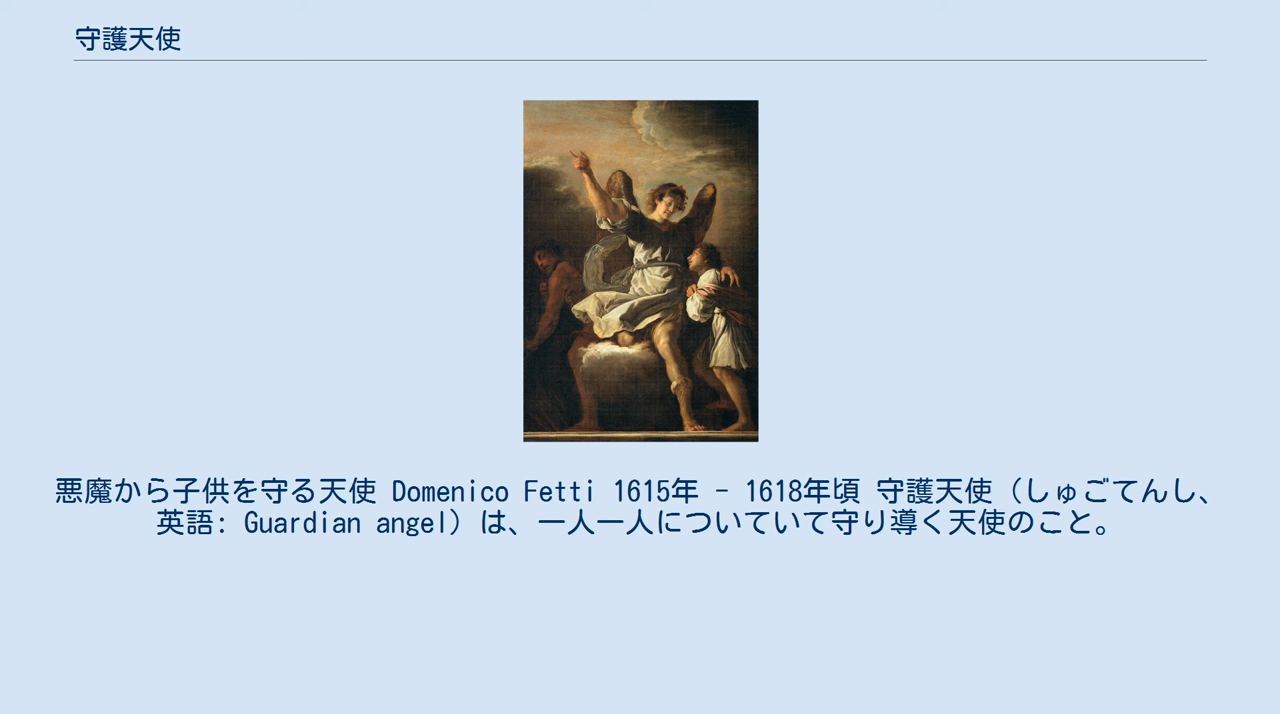 守護天使
悪魔から子供を守る天使 Domenico Fetti 1615年 - 1618年頃 守護天使（しゅごてんし、
英語: Guardian angel）は、一人一人についていて守り導く天使のこと。